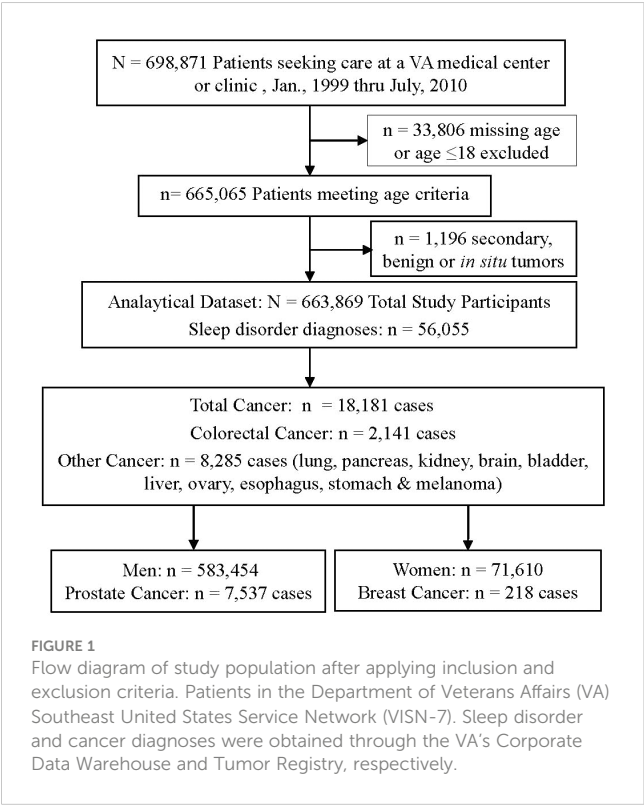 N = 698,871 Patients seeking care at a VA medical center
or clinic , Jan., 1999 thru July, 2010
n = 33,806 missing age
or age ≤18 excluded
n= 665,065 Patients meeting age criteria
n = 1,196 secondary,
benign or in situ tumors
Analaytical Dataset: N = 663,869 Total Study Participants
Sleep disorder diagnoses: n = 56,055
Total Cancer:  n  = 18,181 cases
Colorectal Cancer: n = 2,141 cases
Other Cancer: n = 8,285 cases (lung, pancreas, kidney, brain, bladder,
liver, ovary, esophagus, stomach & melanoma)
Men: n = 583,454
Prostate Cancer: n = 7,537 cases
Women: n = 71,610
Breast Cancer: n = 218 cases
FIGURE 1
Flow diagram of study population after applying inclusion and
exclusion criteria. Patients in the Department of Veterans Affairs (VA)
Southeast United States Service Network (VISN-7). Sleep disorder
and cancer diagnoses were obtained through the VA's Corporate
Data Warehouse and Tumor Registry, respectively.